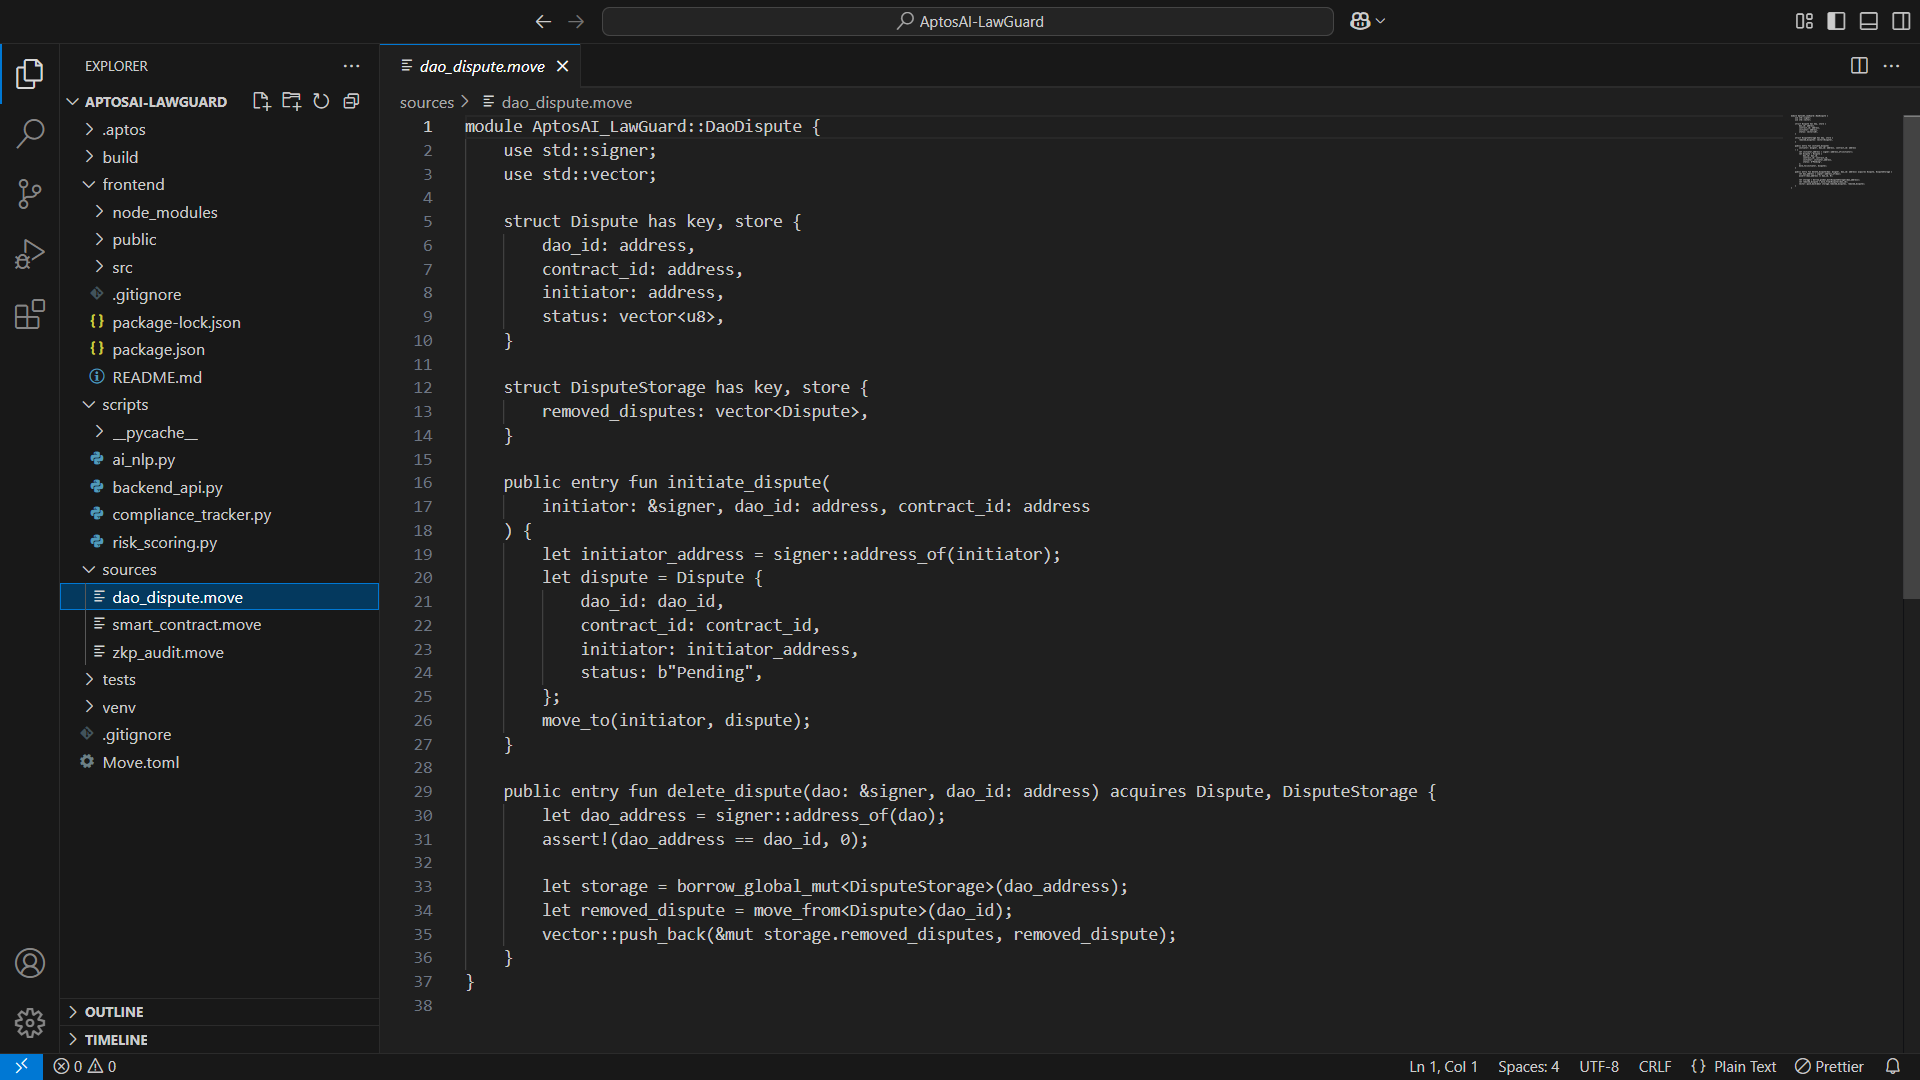 AptosAI-LawGuard
EXPLORER
APTOSAI-LAWGUARD
.aptos
build
frontend
node_modules
public
src
.gitignore
package-lock.json
package.json
README.md
scripts
__pycache__
ai_nlp.py
backend_api.py
compliance_tracker.py
risk_scoring.py
sources
dao_dispute.move
smart_contract.move
zkp_audit.move
tests
venv
.gitignore
Move.toml
OUTLINE
TIMELINE
dao_dispute.move
sources > dao_dispute.move
1 module AptosAI_LawGuard::DaoDispute {
2     use std::signer;
3     use std::vector;
4
5     struct Dispute has key, store {
6         dao_id: address,
7         contract_id: address,
8         initiator: address,
9         status: vector<u8>,
10     }
11
12     struct DisputeStorage has key, store {
13         removed_disputes: vector<Dispute>,
14     }
15
16     public entry fun initiate_dispute(
17         initiator: &signer, dao_id: address, contract_id: address
18     ) {
19         let initiator_address = signer::address_of(initiator);
20         let dispute = Dispute {
21             dao_id: dao_id,
22             contract_id: contract_id,
23             initiator: initiator_address,
24             status: b"Pending",
25         };
26         move_to(initiator, dispute);
27     }
28
29     public entry fun delete_dispute(dao: &signer, dao_id: address) acquires Dispute, DisputeStorage {
30         let dao_address = signer::address_of(dao);
31         assert!(dao_address == dao_id, 0);
32
33         let storage = borrow_global_mut<DisputeStorage>(dao_address);
34         let removed_dispute = move_from<Dispute>(dao_id);
35         vector::push_back(&mut storage.removed_disputes, removed_dispute);
36     }
37 }
38
0 0
Ln 1, Col 1 Spaces: 4 UTF-8 CRLF {} Plain Text Prettier